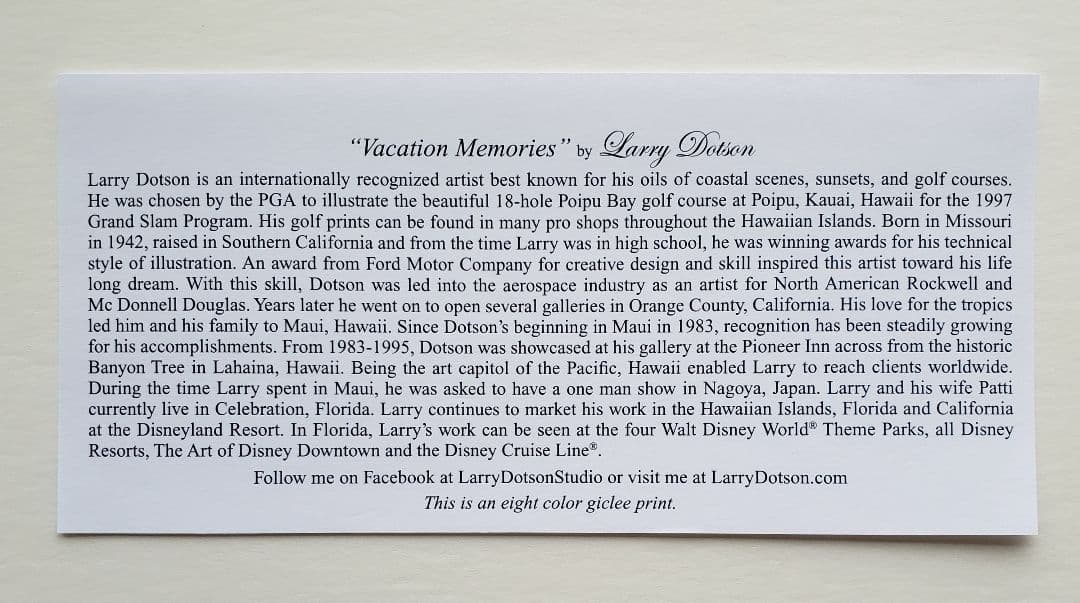 “Vacation Memories” by Larry Dotson
Larry Dotson is an internationally recognized artist best known for his oils of coastal scenes, sunsets, and golf courses.
He was chosen by the PGA to illustrate the beautiful 18-hole Poipu Bay golf course at Poipu, Kauai, Hawaii for the 1997
Grand Slam Program. His golf prints can be found in many pro shops throughout the Hawaiian Islands. Born in Missouri
in 1942, raised in Southern California and from the time Larry was in high school, he was winning awards for his technical
style of illustration. An award from Ford Motor Company for creative design and skill inspired this artist toward his life
long dream. With this skill, Dotson was led into the aerospace industry as an artist for North American Rockwell and
Mc Donnell Douglas. Years later he went on to open several galleries in Orange County, California. His love for the tropics
led him and his family to Maui, Hawaii. Since Dotson’s beginning in Maui in 1983, recognition has been steadily growing
for his accomplishments. From 1983-1995, Dotson was showcased at his gallery at the Pioneer Inn across from the historic
Banyon Tree in Lahaina, Hawaii. Being the art capitol of the Pacific, Hawaii enabled Larry to reach clients worldwide.
During the time Larry spent in Maui, he was asked to have a one man show in Nagoya, Japan. Larry and his wife Patti
currently live in Celebration, Florida. Larry continues to market his work in the Hawaiian Islands, Florida and California
at the Disneyland Resort. In Florida, Larry’s work can be seen at the four Walt Disney World® Theme Parks, all Disney
Resorts, The Art of Disney Downtown and the Disney Cruise Line®.
Follow me on Facebook at LarryDotsonStudio or visit me at LarryDotson.com
This is an eight color giclee print.